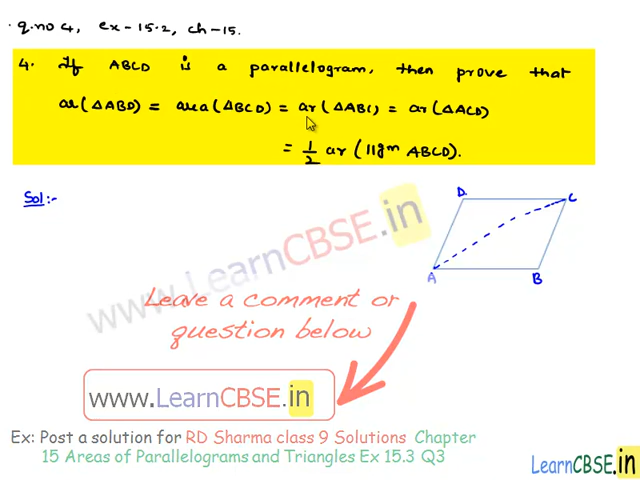 q.no 4, ex-15.2, ch-15.
4. If ABCD is a parallelogram, then prove that
ar(ΔABD) = area(ΔBCD) = ar(ΔABC) = ar(ΔACD)
= 1/2 ar(llgm ABCD).
Sol:-
D
C
A
B
www.LearnCBSE.in
Leave a comment or
question below
www.LearnCBSE.in
Ex: Post a solution for RD Sharma class 9 Solutions Chapter
15 Areas of Parallelograms and Triangles Ex 15.3 Q3
LearnCBSE.in